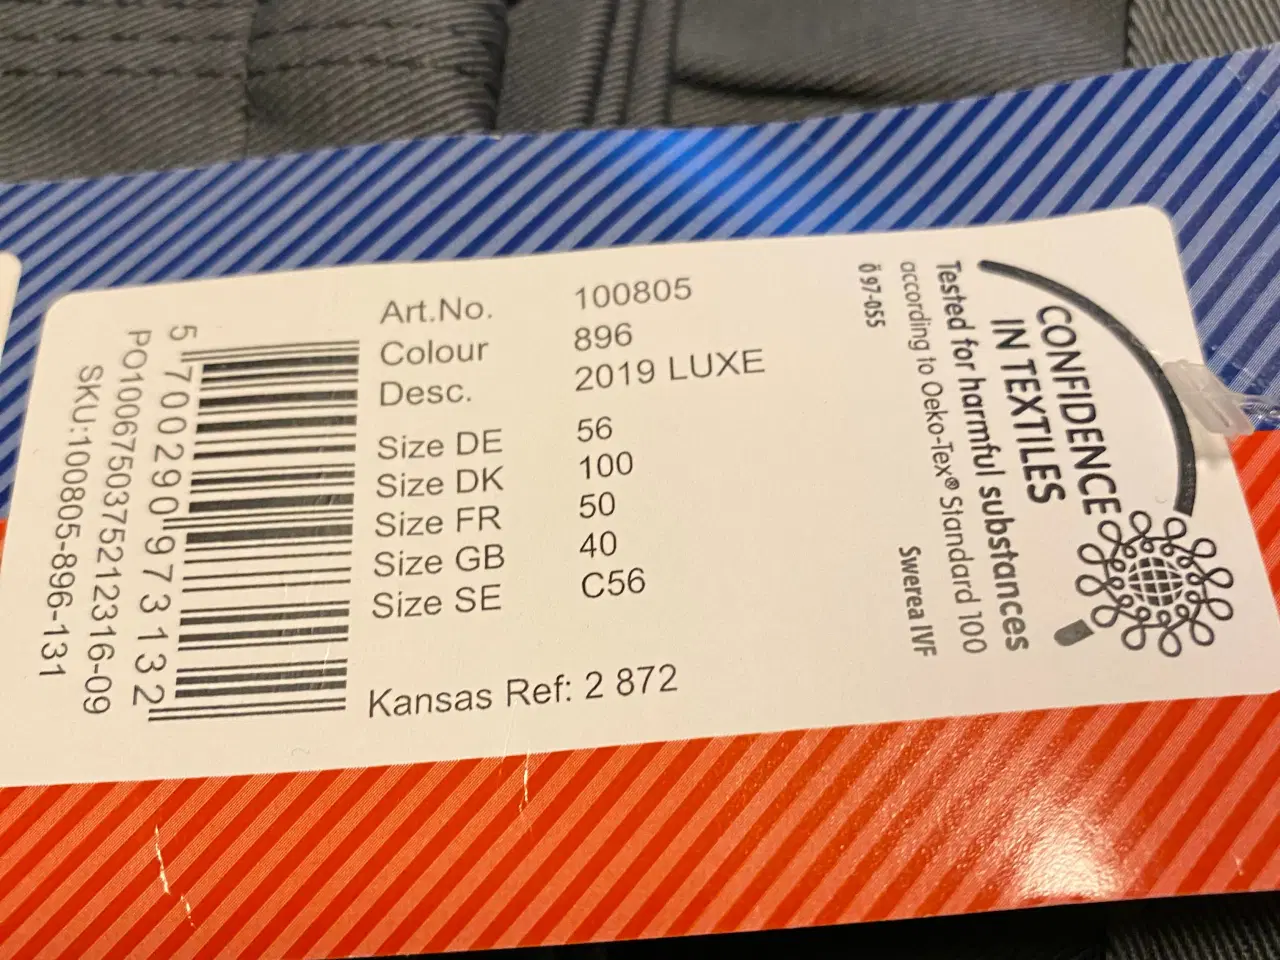 Art.No. 100805
Colour 896
Desc. 2019 LUXE
Size DE 56
Size DK 100
Size FR 50
Size GB 40
Size SE C56
Kansas Ref: 2 872
5 700290 973132
PO1006750375212316-09
SKU:100805-896-131
CONFIDENCE
IN TEXTILES
Tested for harmful substances
according to Oeko-Tex® Standard 100
ö 97-055 Swerea IVF